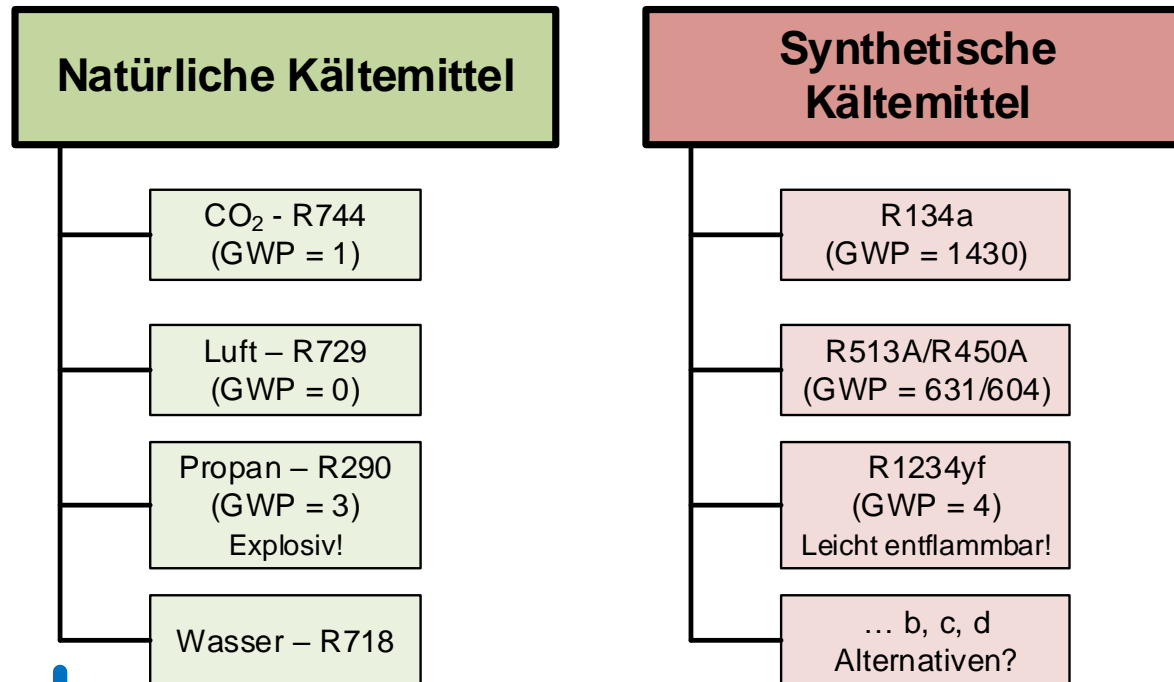 Natürliche Kältemittel
CO₂ - R744
(GWP = 1)
Luft – R729
(GWP = 0)
Propan – R290
(GWP = 3)
Explosiv!
Wasser – R718
Synthetische
Kältemittel
R134a
(GWP = 1430)
R513A/R450A
(GWP = 631/604)
R1234yf
(GWP = 4)
Leicht entflammbar!
… b, c, d
Alternativen?